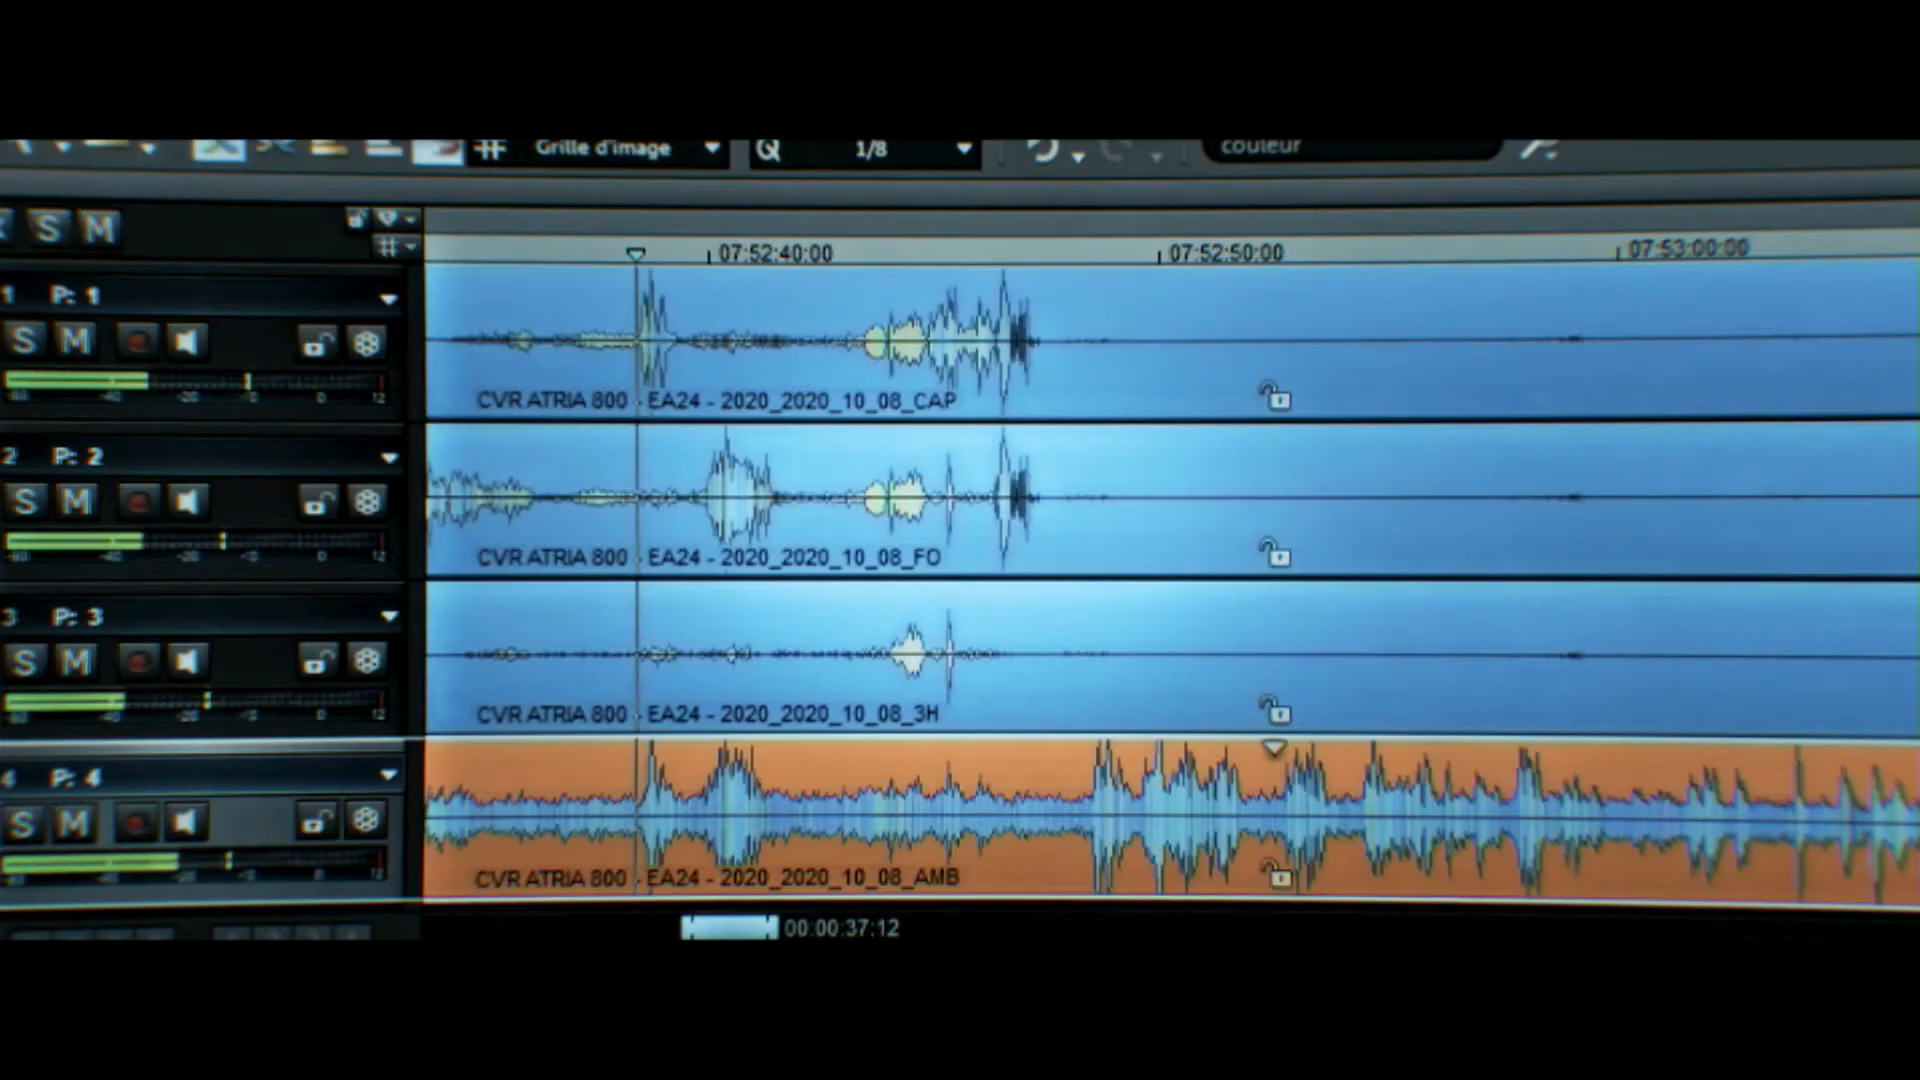 Grille d'image Q 1/8 couleur
S M
07:52:40:00 07:52:50:00 07:53:00:00
1 P: 1
S M
CVR ATRIA 800 - EA24 - 2020_2020_10_08_CAP
2 P: 2
S M
CVR ATRIA 800 - EA24 - 2020_2020_10_08_FO
3 P: 3
S M
CVR ATRIA 800 - EA24 - 2020_2020_10_08_3H
4 P: 4
S M
CVR ATRIA 800 - EA24 - 2020_2020_10_08_AMB
00:00:37:12